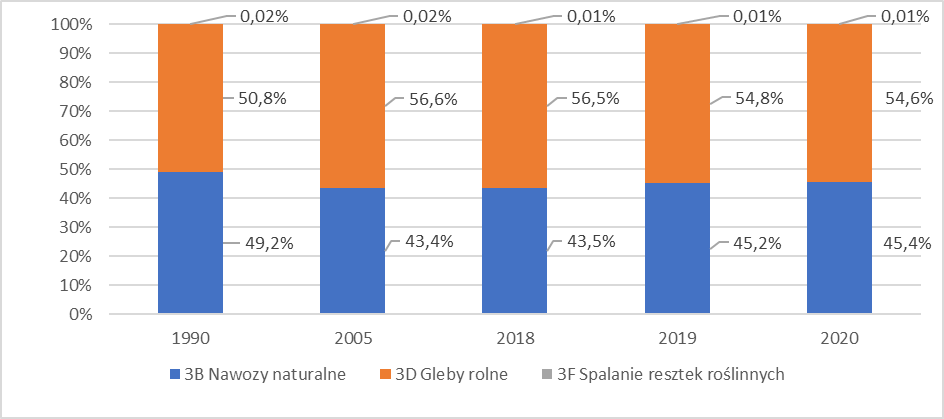 0,02% 0,02% 0,01% 0,01% 0,01%
100%
90%
80%
70%
60%
50%
40%
30%
20%
10%
0%
50,8% 56,6% 56,5% 54,8% 54,6%
49,2% 43,4% 43,5% 45,2% 45,4%
1990 2005 2018 2019 2020
3B Nawozy naturalne 3D Gleby rolne 3F Spalanie resztek roślinnych